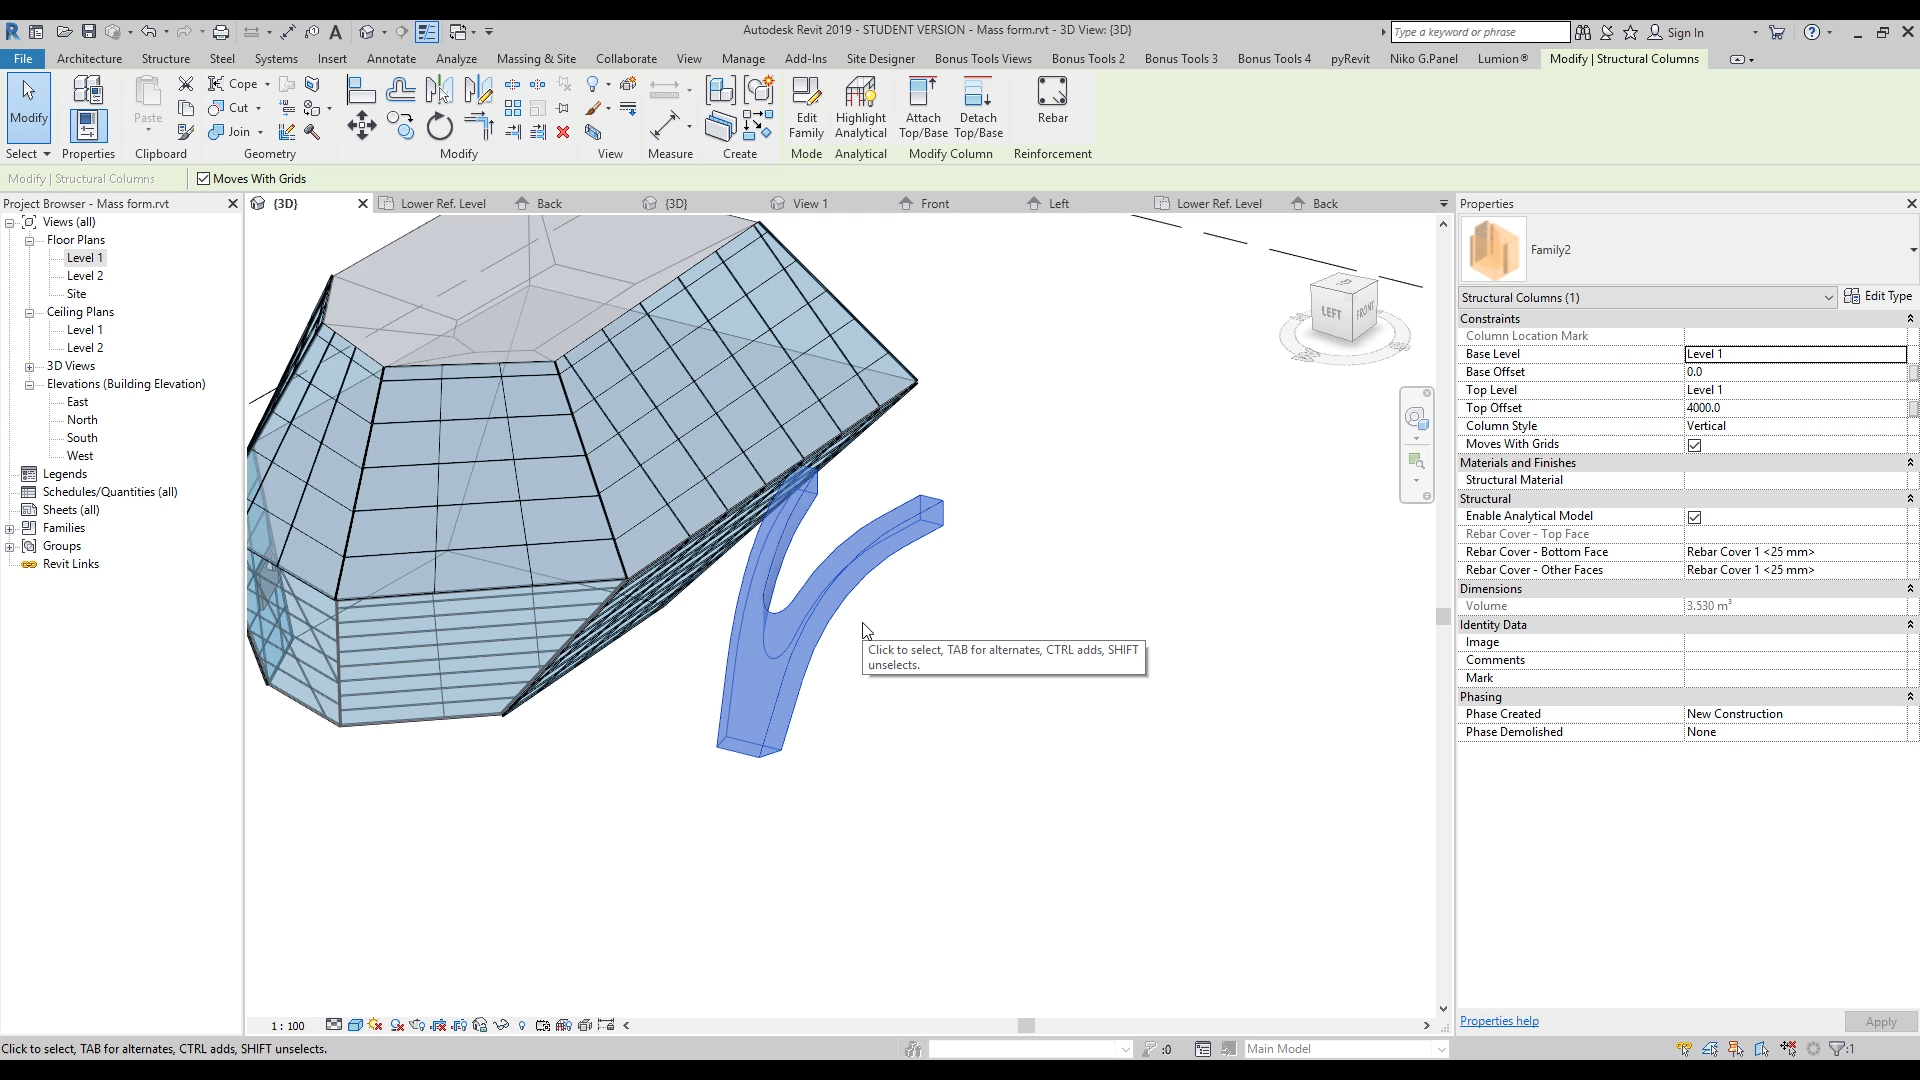 Autodesk Revit 2019 - STUDENT VERSION - Mass form.rvt - 3D View: {3D}
Type a keyword or phrase
Sign In
File Architecture Structure Steel Systems Insert Annotate Analyze Massing & Site Collaborate View Manage Add-Ins Site Designer Bonus Tools Views Bonus Tools 2 Bonus Tools 3 Bonus Tools 4 pyRevit Niko G.Panel Lumion® Modify | Structural Columns
Modify
Paste
Cope
Cut
Join
Edit Family
Highlight Analytical
Attach Top/Base
Detach Top/Base
Rebar
Select Properties Clipboard Geometry Modify View Measure Create Mode Analytical Modify Column Reinforcement
Modify | Structural Columns Moves With Grids
Project Browser - Mass form.rvt
Views (all)
Floor Plans
Level 1
Level 2
Site
Ceiling Plans
Level 1
Level 2
3D Views
Elevations (Building Elevation)
East
North
South
West
Legends
Schedules/Quantities (all)
Sheets (all)
Families
Groups
Revit Links
{3D} Lower Ref. Level Back {3D} View 1 Front Left Lower Ref. Level Back
LEFT FRONT
Click to select, TAB for alternates, CTRL adds, SHIFT
unselects.
Properties
Family2
Structural Columns (1) Edit Type
Constraints
Column Location Mark
Base Level Level 1
Base Offset 0.0
Top Level Level 1
Top Offset 4000.0
Column Style Vertical
Moves With Grids
Materials and Finishes
Structural Material
Structural
Enable Analytical Model
Rebar Cover - Top Face
Rebar Cover - Bottom Face Rebar Cover 1 <25 mm>
Rebar Cover - Other Faces Rebar Cover 1 <25 mm>
Dimensions
Volume 3.530 m³
Identity Data
Image
Comments
Mark
Phasing
Phase Created New Construction
Phase Demolished None
Properties help Apply
1 : 100
Click to select, TAB for alternates, CTRL adds, SHIFT unselects.
:0
Main Model
:1